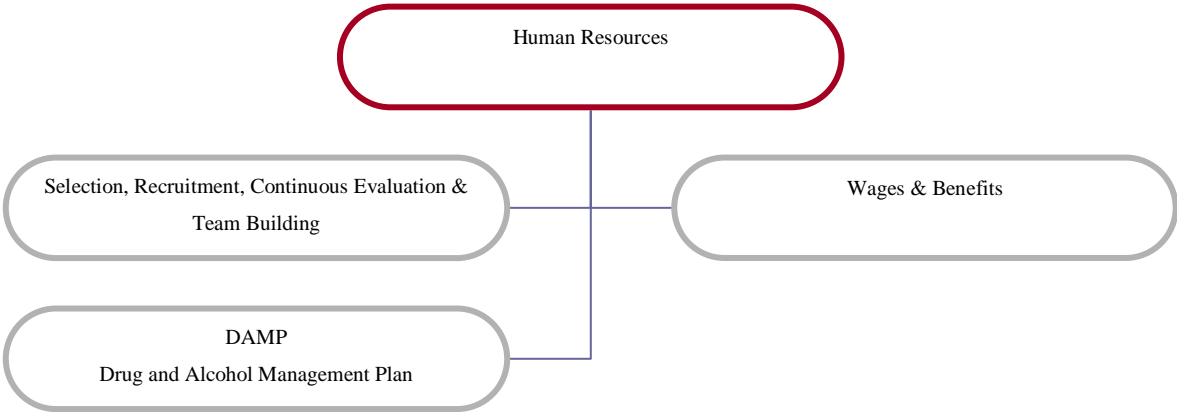 Human Resources
Selection, Recruitment, Continuous Evaluation &
Team Building
Wages & Benefits
DAMP
Drug and Alcohol Management Plan